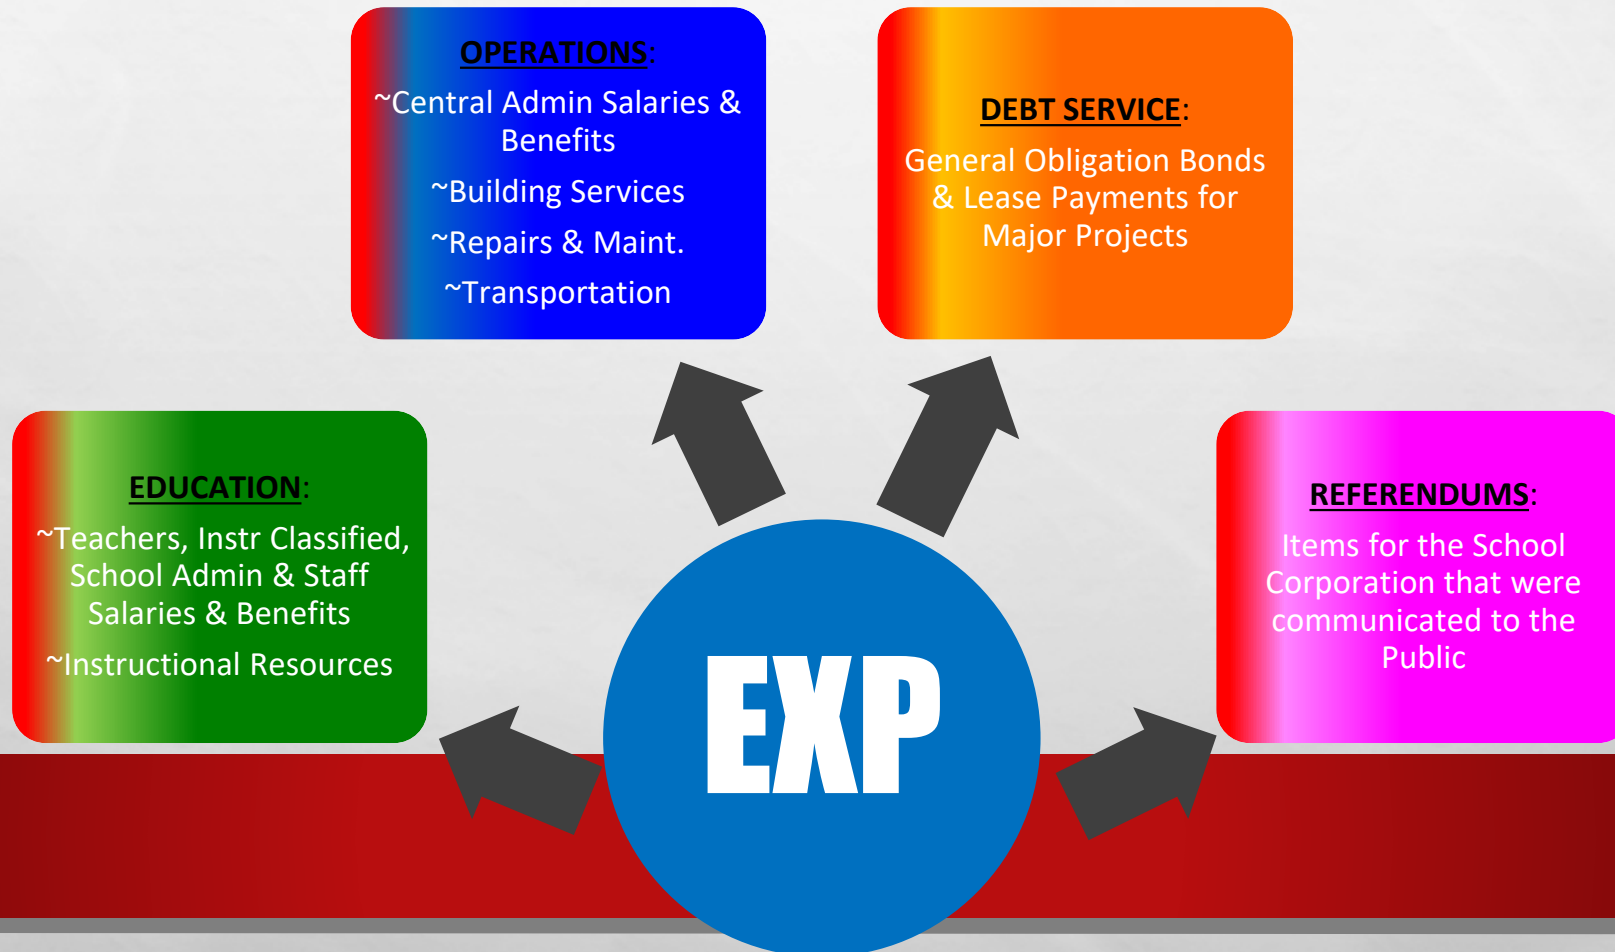 OPERATIONS:
~Central Admin Salaries &
Benefits
~Building Services
~Repairs & Maint.
~Transportation
DEBT SERVICE:
General Obligation Bonds
& Lease Payments for
Major Projects
EDUCATION:
~Teachers, Instr Classified,
School Admin & Staff
Salaries & Benefits
~Instructional Resources
REFERENDUMS:
Items for the School
Corporation that were
communicated to the
Public
EXP